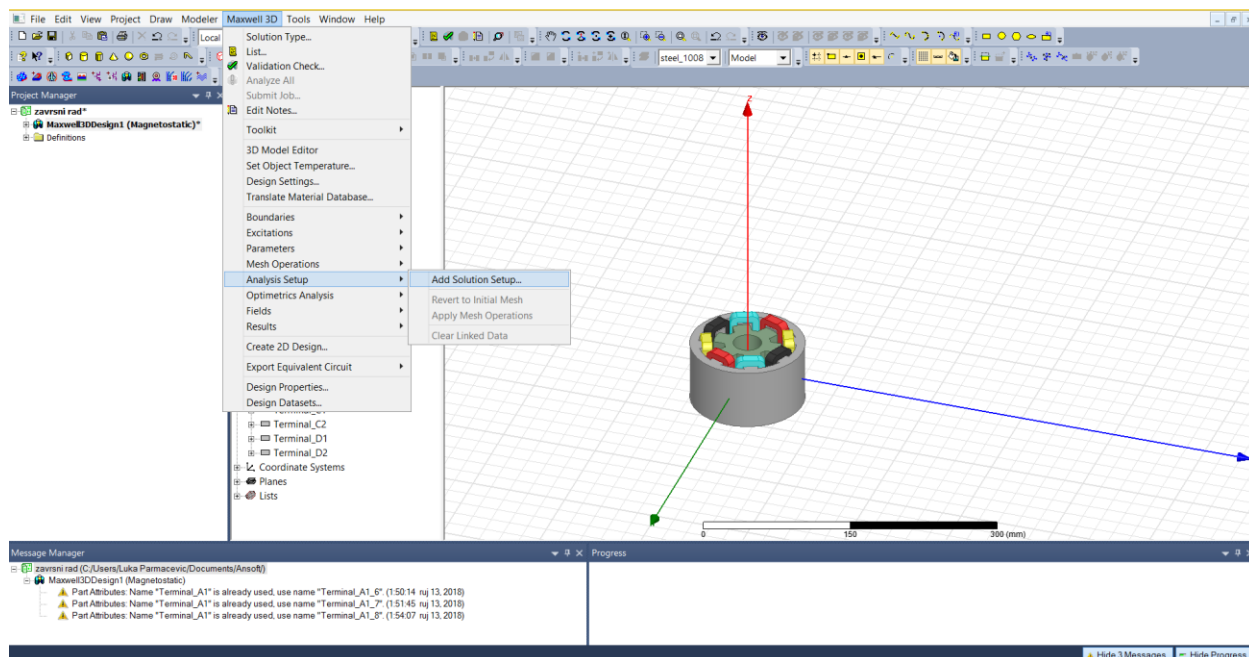 File Edit View Project Draw Modeler Maxwell 3D Tools Window Help
Local
steel_1008 Model
Project Manager
zavrsni rad*
Maxwell3DDesign1 (Magnetostatic)*
Definitions
Solution Type...
List...
Validation Check...
Analyze All
Submit Job...
Edit Notes...
Toolkit
3D Model Editor
Set Object Temperature...
Design Settings...
Translate Material Database...
Boundaries
Excitations
Parameters
Mesh Operations
Analysis Setup
Optimetrics Analysis
Fields
Results
Create 2D Design...
Export Equivalent Circuit
Design Properties...
Design Datasets...
Add Solution Setup...
Revert to Initial Mesh
Apply Mesh Operations
Clear Linked Data
Terminal_C2
Terminal_D1
Terminal_D2
Coordinate Systems
Planes
Lists
z
0 150 300 (mm)
Message Manager
zavrsni rad (C:/Users/Luka Parmacevic/Documents/Ansoft/)
Maxwell3DDesign1 (Magnetostatic)
Part Attributes: Name "Terminal_A1" is already used, use name "Terminal_A1_6". (1:50:14 ruj 13, 2018)
Part Attributes: Name "Terminal_A1" is already used, use name "Terminal_A1_7". (1:51:45 ruj 13, 2018)
Part Attributes: Name "Terminal_A1" is already used, use name "Terminal_A1_8". (1:54:07 ruj 13, 2018)
Progress
Hide 3 Messages Hide Progress